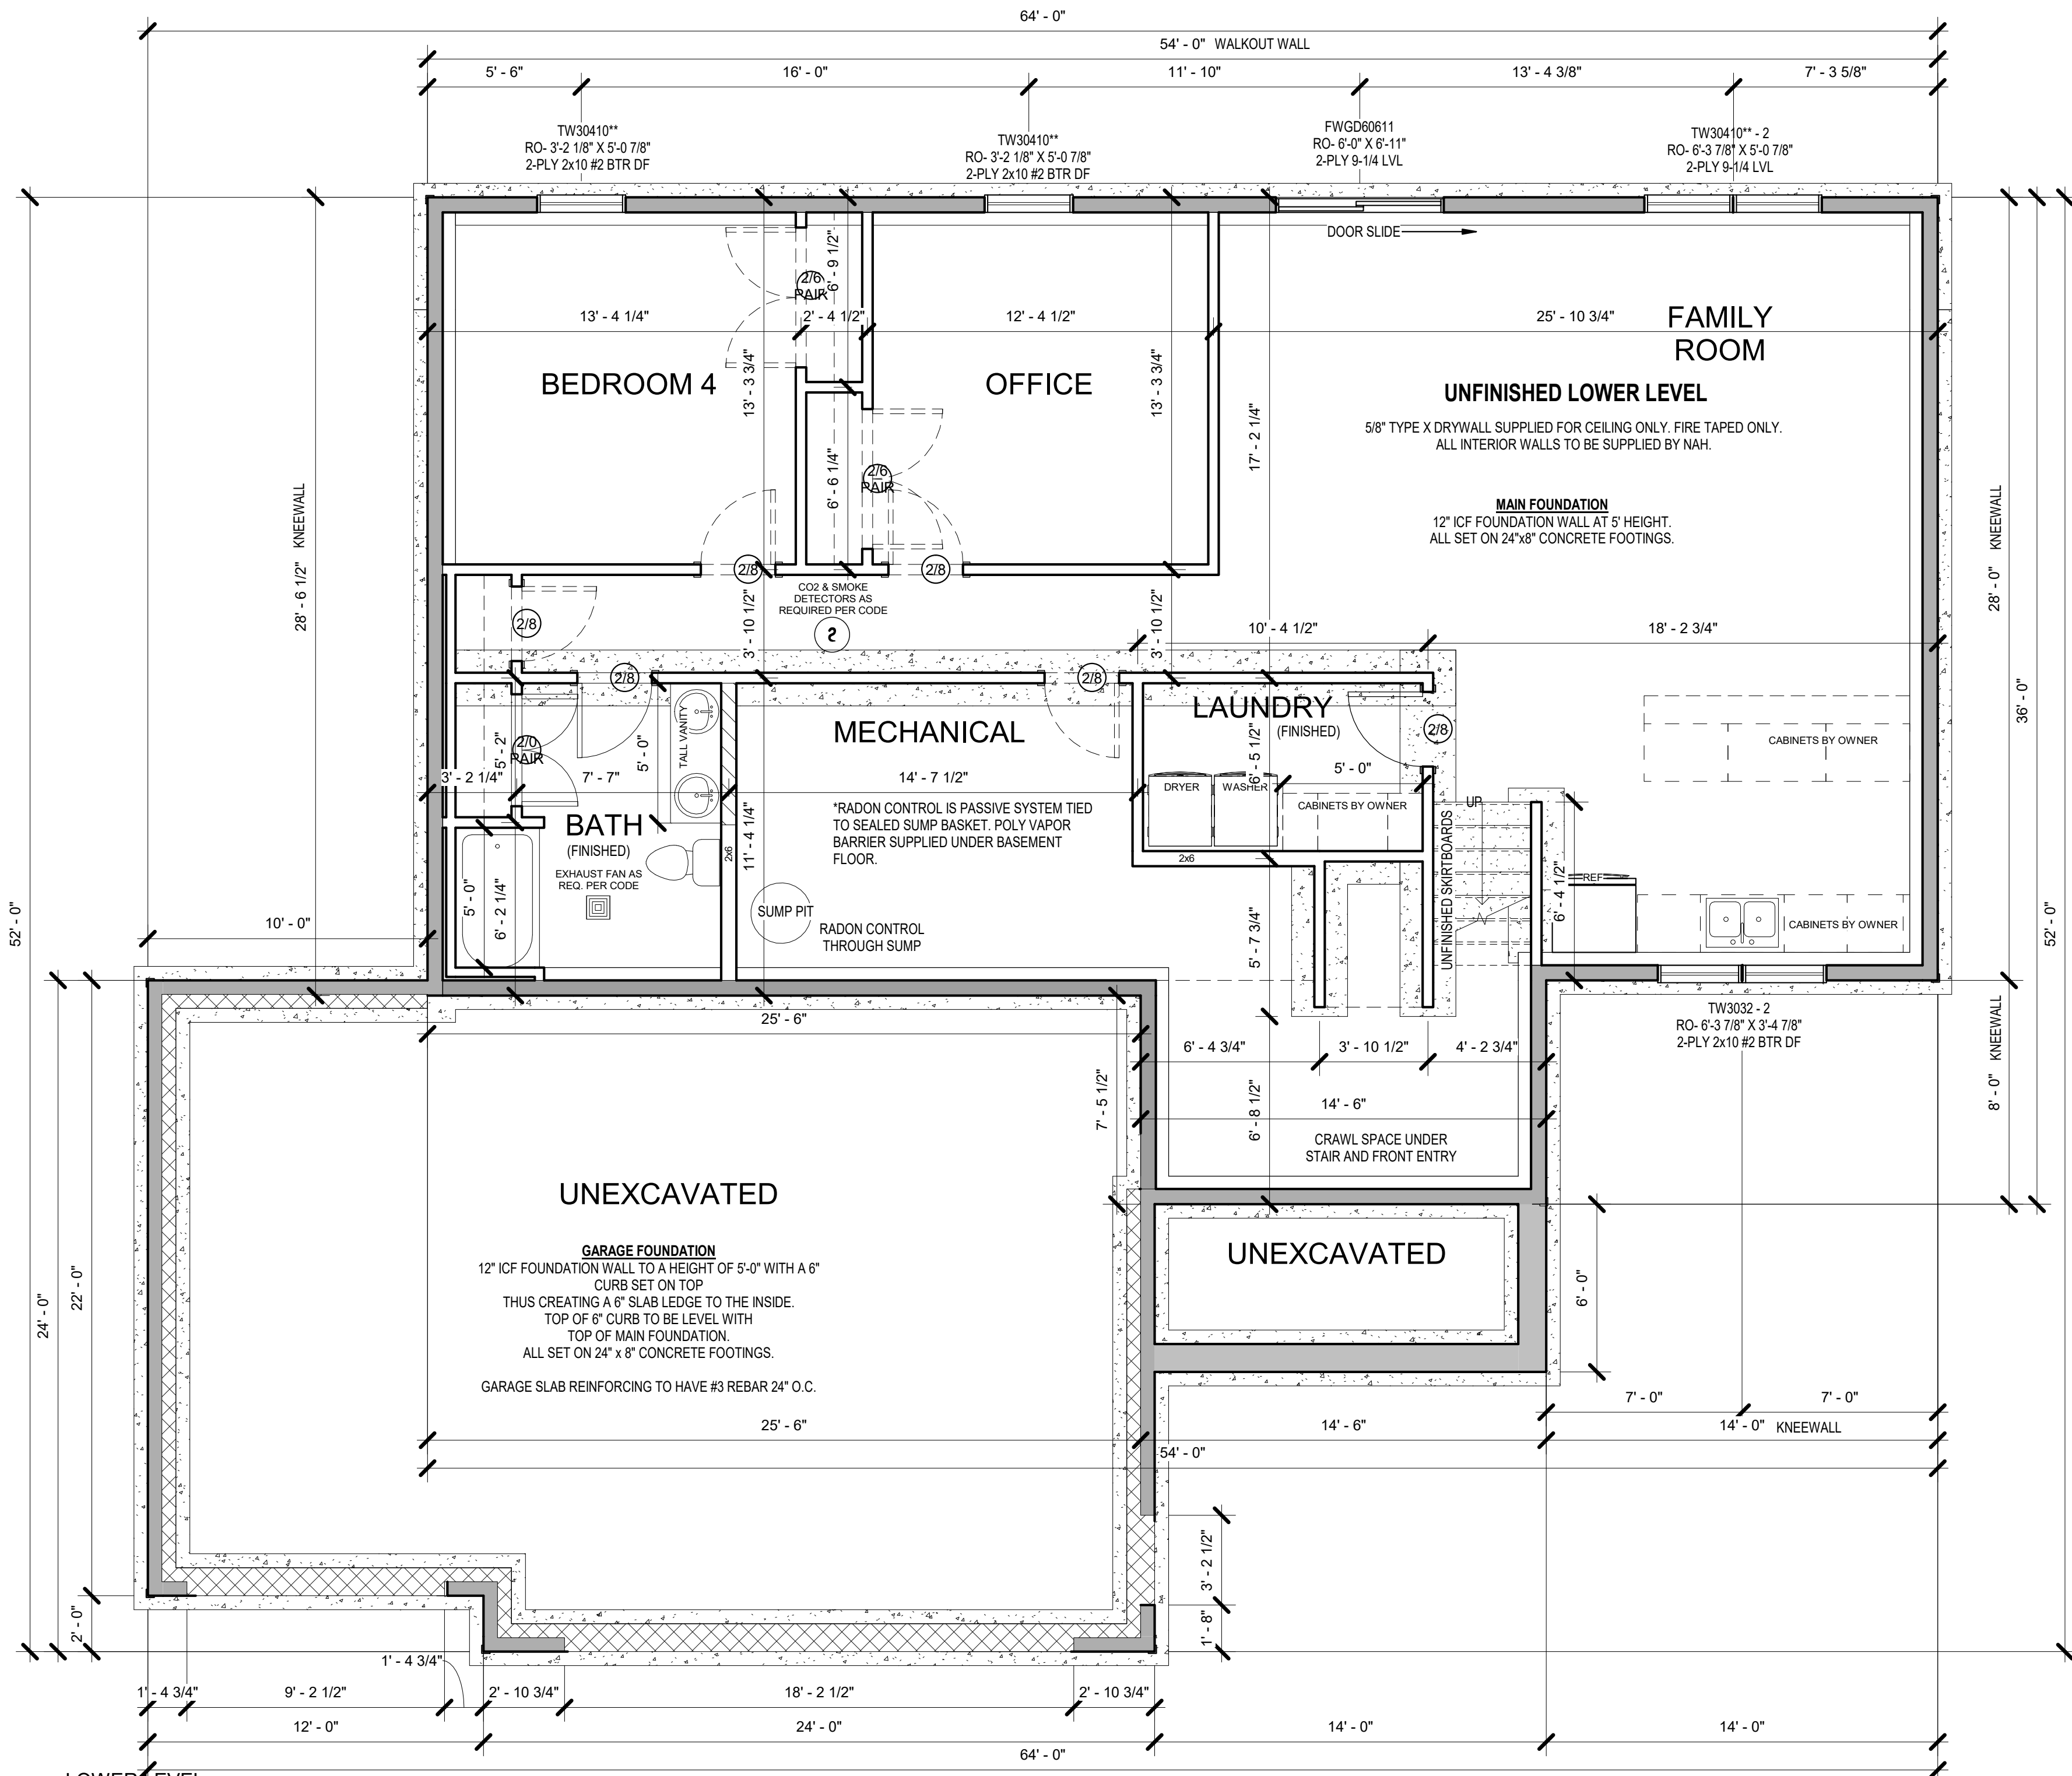 64' - 0"
54' - 0" WALKOUT WALL
5' - 6"
16' - 0"
11' - 10"
13' - 4 3/8"
7' - 3 5/8"
TW30410**
RO- 3'-2 1/8" X 5'-0 7/8"
2-PLY 2x10 #2 BTR DF
TW30410**
RO- 3'-2 1/8" X 5'-0 7/8"
2-PLY 2x10 #2 BTR DF
FWGD60611
RO- 6'-0" X 6'-11"
2-PLY 9-1/4 LVL
TW30410** - 2
RO- 6'-3 7/8" X 5'-0 7/8"
2-PLY 9-1/4 LVL
DOOR SLIDE
6' - 9 1/2"
2/6
PAIR
13' - 4 1/4"
2' - 4 1/2"
12' - 4 1/2"
25' - 10 3/4"
FAMILY
ROOM
BEDROOM 4
13' - 3 3/4"
OFFICE
13' - 3 3/4"
17' - 2 1/4"
UNFINISHED LOWER LEVEL
5/8" TYPE X DRYWALL SUPPLIED FOR CEILING ONLY. FIRE TAPED ONLY.
ALL INTERIOR WALLS TO BE SUPPLIED BY NAH.
2/6
PAIR
6' - 6 1/4"
MAIN FOUNDATION
12" ICF FOUNDATION WALL AT 5' HEIGHT.
ALL SET ON 24"x8" CONCRETE FOOTINGS.
28' - 6 1/2" KNEEWALL
28' - 0" KNEEWALL
36' - 0"
52' - 0"
52' - 0"
2/8
2/8
CO2 & SMOKE
DETECTORS AS
REQUIRED PER CODE
2/8
3' - 10 1/2"
3' - 10 1/2"
10' - 4 1/2"
18' - 2 3/4"
2/8
2/8
TALL VANITY
MECHANICAL
LAUNDRY
(FINISHED)
2/8
6' - 5 1/2"
CABINETS BY OWNER
2/0
PAIR
5' - 2"
5' - 0"
3' - 2 1/4"
7' - 7"
14' - 7 1/2"
5' - 0"
DRYER
WASHER
CABINETS BY OWNER
UP
*RADON CONTROL IS PASSIVE SYSTEM TIED
TO SEALED SUMP BASKET. POLY VAPOR
BARRIER SUPPLIED UNDER BASEMENT
FLOOR.
BATH
(FINISHED)
EXHAUST FAN AS
REQ. PER CODE
2x6
11' - 4 1/4"
2x6
UNFINISHED SKIRTBOARDS
6' - 4 1/2"
REF
CABINETS BY OWNER
5' - 0"
6' - 2 1/4"
SUMP PIT
RADON CONTROL
THROUGH SUMP
5' - 7 3/4"
10' - 0"
25' - 6"
TW3032 - 2
RO- 6'-3 7/8" X 3'-4 7/8"
2-PLY 2x10 #2 BTR DF
8' - 0" KNEEWALL
6' - 4 3/4"
3' - 10 1/2"
4' - 2 3/4"
7' - 5 1/2"
6' - 8 1/2"
14' - 6"
CRAWL SPACE UNDER
STAIR AND FRONT ENTRY
UNEXCAVATED
UNEXCAVATED
GARAGE FOUNDATION
12" ICF FOUNDATION WALL TO A HEIGHT OF 5'-0" WITH A 6"
CURB SET ON TOP
THUS CREATING A 6" SLAB LEDGE TO THE INSIDE.
TOP OF 6" CURB TO BE LEVEL WITH
TOP OF MAIN FOUNDATION.
ALL SET ON 24" x 8" CONCRETE FOOTINGS.
GARAGE SLAB REINFORCING TO HAVE #3 REBAR 24" O.C.
24' - 0"
22' - 0"
6' - 0"
7' - 0"
7' - 0"
25' - 6"
14' - 6"
14' - 0" KNEEWALL
54' - 0"
3' - 2 1/2"
1' - 8"
2' - 0"
1' - 4 3/4"
1' - 4 3/4"
9' - 2 1/2"
2' - 10 3/4"
18' - 2 1/2"
2' - 10 3/4"
12' - 0"
24' - 0"
14' - 0"
14' - 0"
64' - 0"
LOWER LEVEL